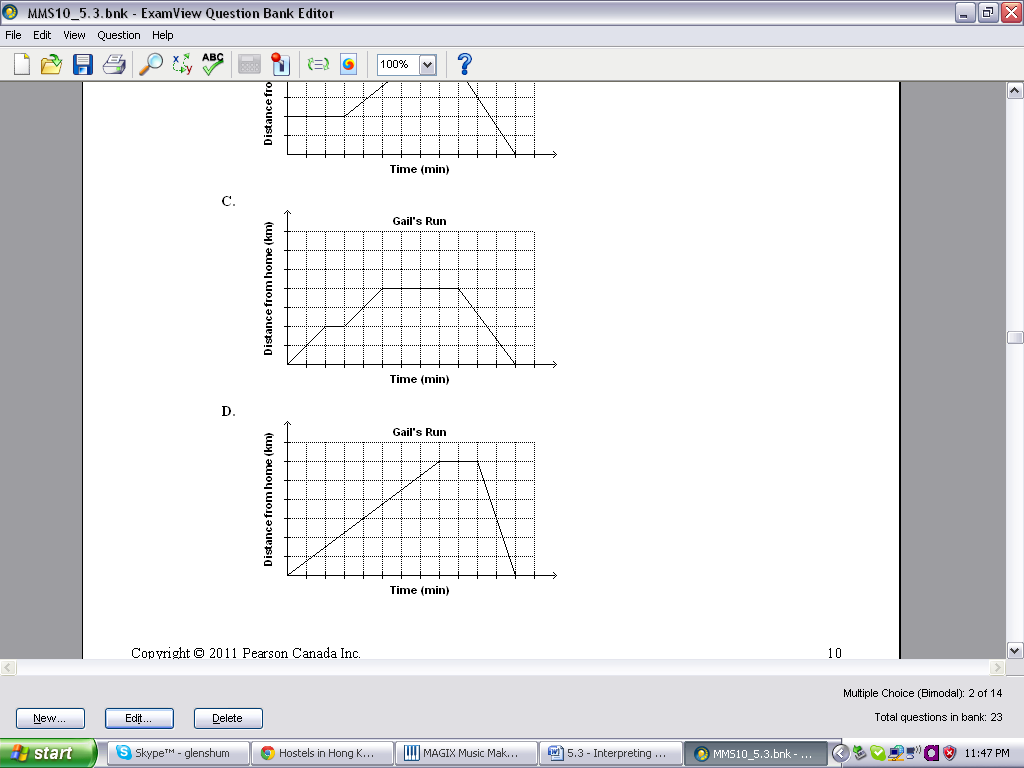 MMS10_5.3.bnk - ExamView Question Bank Editor
File Edit View Question Help
ABC 100%
Distance fro
Time (min)
C.
Gail's Run
Distance from home (km)
Time (min)
D.
Gail's Run
Distance from home (km)
Time (min)
Copyright © 2011 Pearson Canada Inc. 10
Multiple Choice (Bimodal): 2 of 14
New... Edit... Delete
Total questions in bank: 23
start Skype™ - glenshum Hostels in Hong K... MAGIX Music Mak... 5.3 - Interpreting ... MMS10_5.3.bnk - ... 11:47 PM